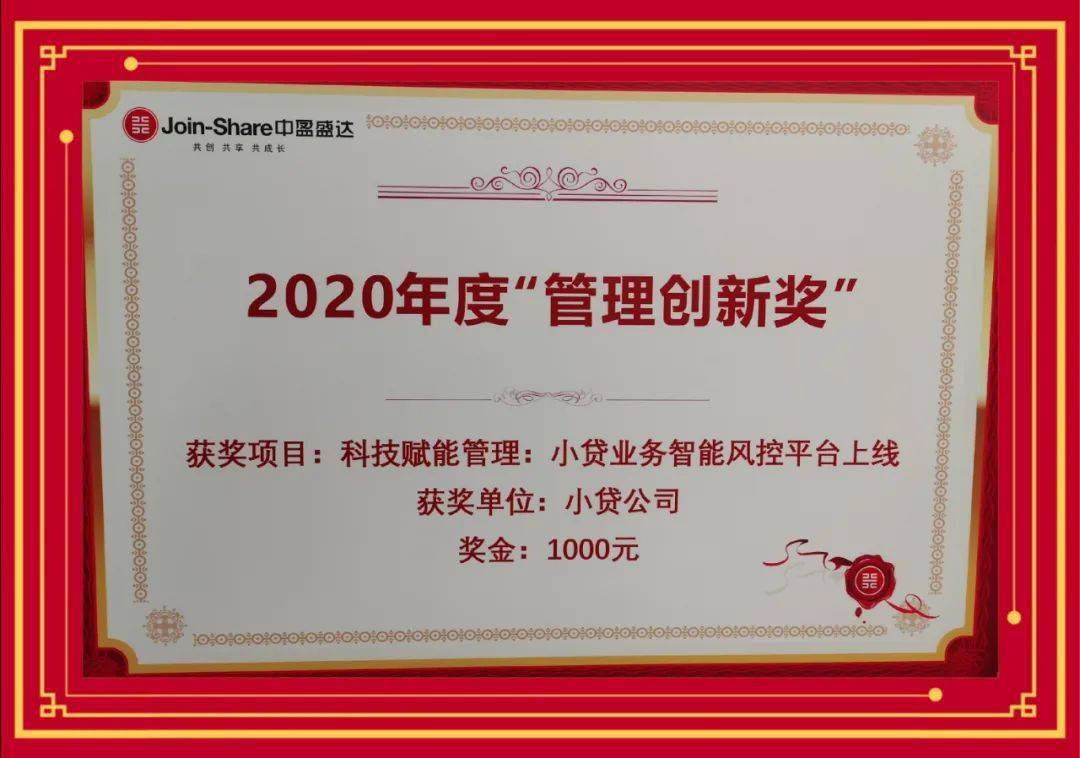 Join-Share中盈盛达
共创 共享 共成长
2020年度“管理创新奖”
获奖项目：科技赋能管理：小贷业务智能风控平台上线
获奖单位：小贷公司
奖金：1000元